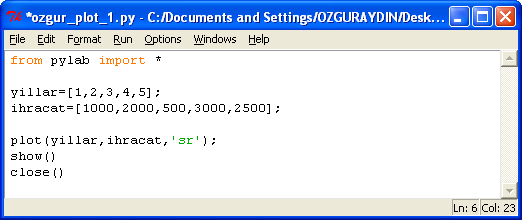 *ozgur_plot_1.py - C:/Documents and Settings/OZGURAYDIN/Desk...
File Edit Format Run Options Windows Help
from pylab import *
yillar=[1,2,3,4,5];
ihracat=[1000,2000,500,3000,2500];
plot(yillar,ihracat,'sr');
show()
close()
Ln: 6 Col: 23